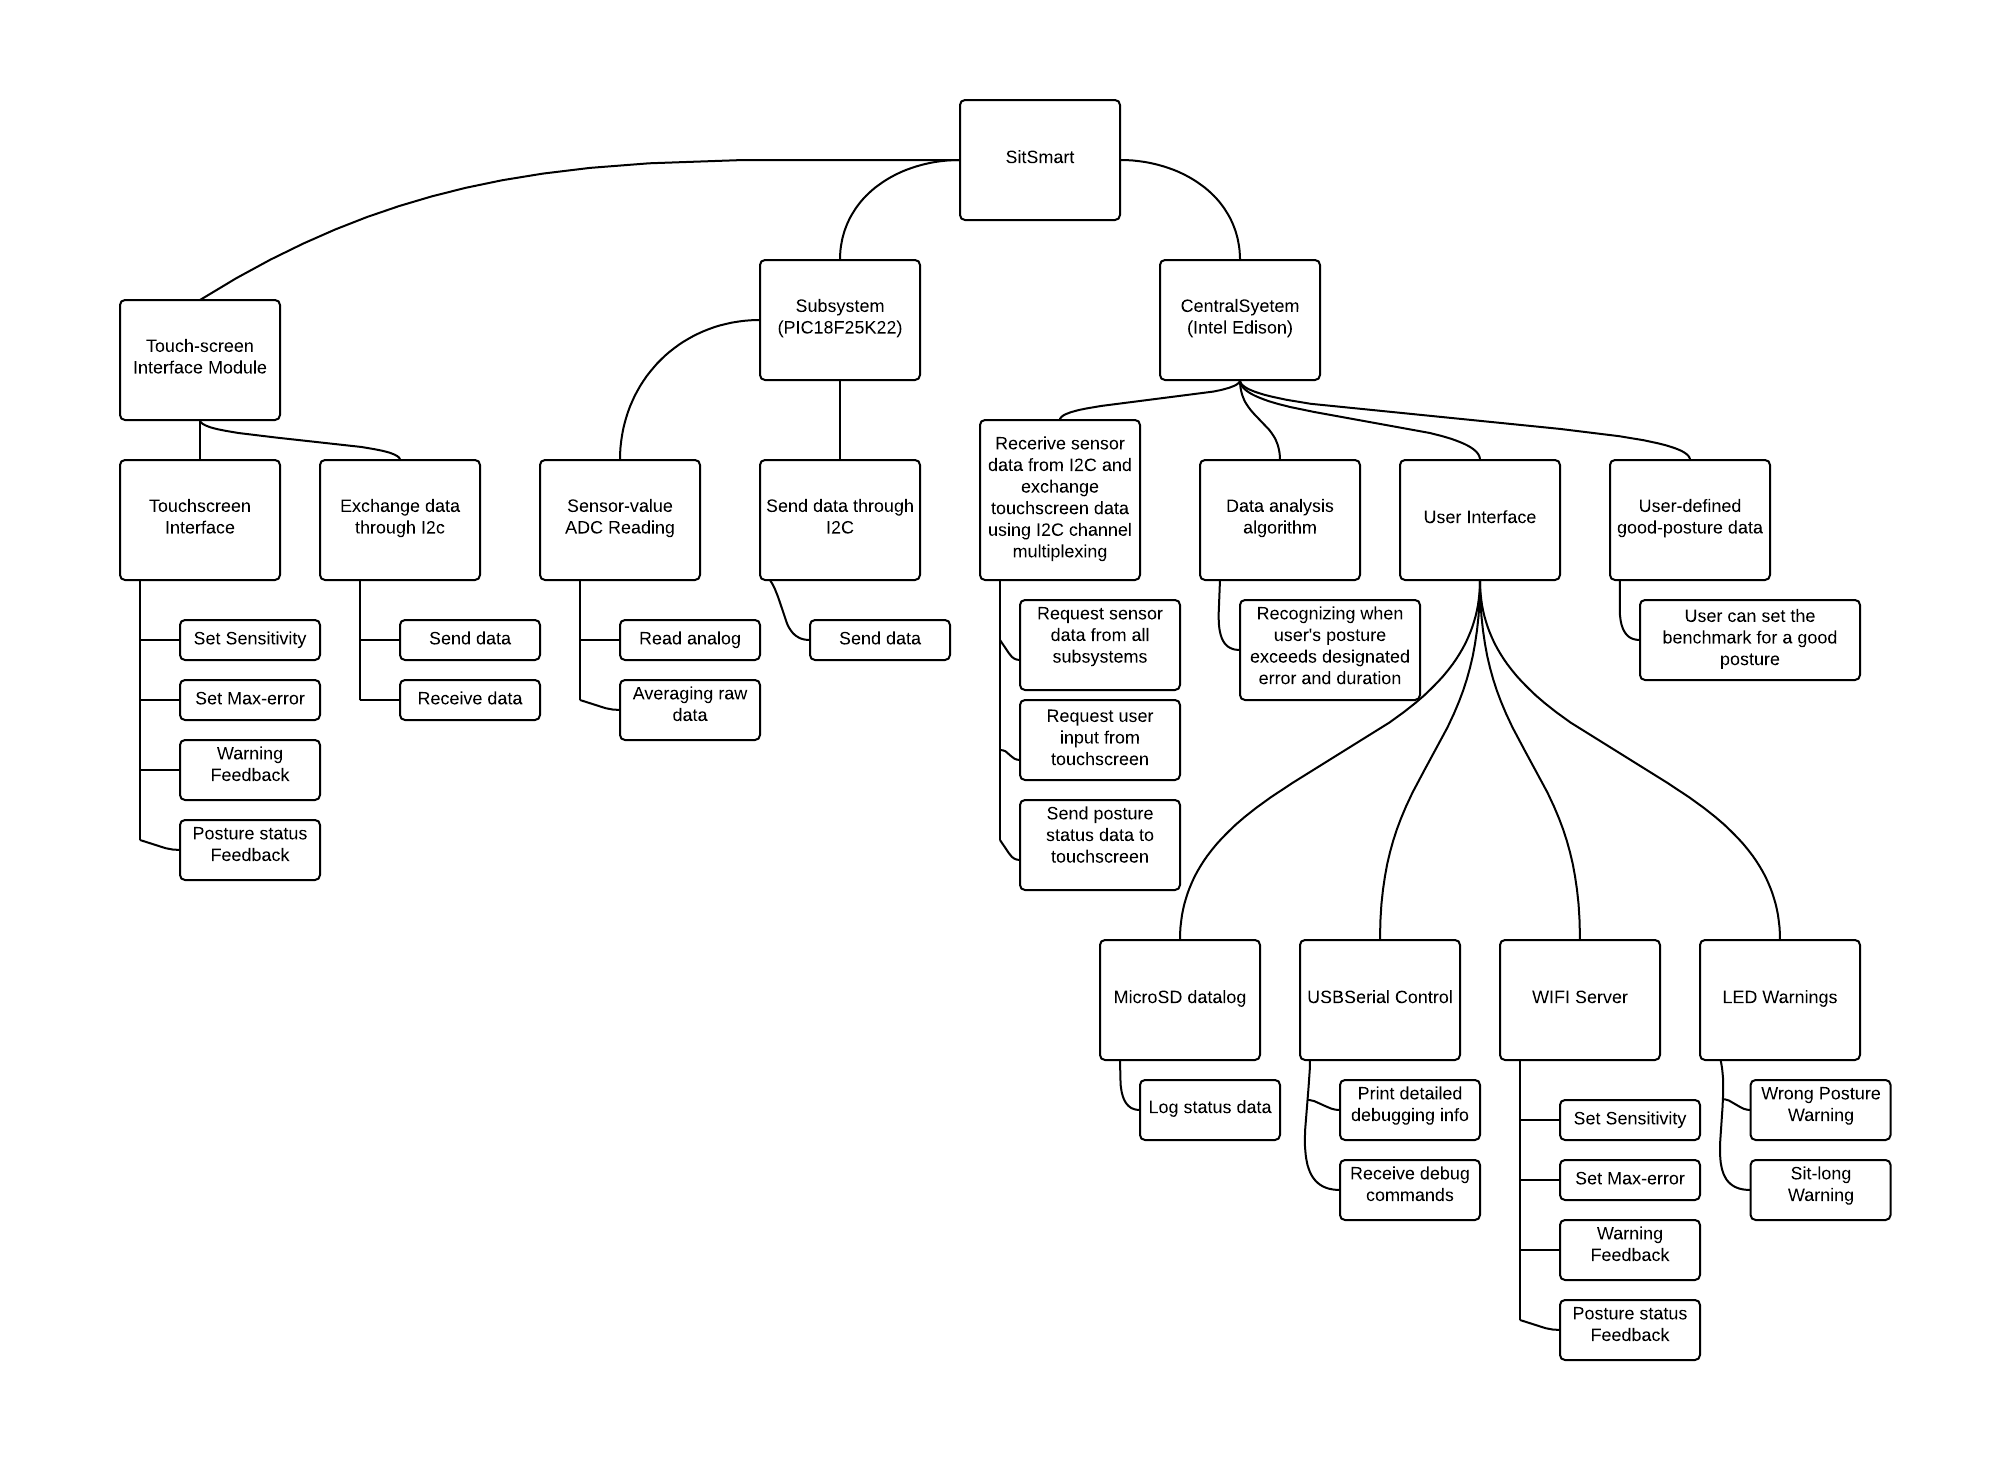 SitSmart
Subsystem
(PIC18F25K22)
CentralSyetem
(Intel Edison)
Touch-screen
Interface Module
Touchscreen
Interface
Exchange data
through I2c
Sensor-value
ADC Reading
Send data through
I2C
Recerive sensor
data from I2C and
exchange
touchscreen data
using I2C channel
multiplexing
Data analysis
algorithm
User Interface
User-defined
good-posture data
Set Sensitivity
Set Max-error
Warning
Feedback
Posture status
Feedback
Send data
Receive data
Read analog
Averaging raw
data
Send data
Request sensor
data from all
subsystems
Request user
input from
touchscreen
Send posture
status data to
touchscreen
Recognizing when
user's posture
exceeds designated
error and duration
User can set the
benchmark for a good
posture
MicroSD datalog
USBSerial Control
WIFI Server
LED Warnings
Log status data
Print detailed
debugging info
Receive debug
commands
Set Sensitivity
Set Max-error
Warning
Feedback
Posture status
Feedback
Wrong Posture
Warning
Sit-long
Warning